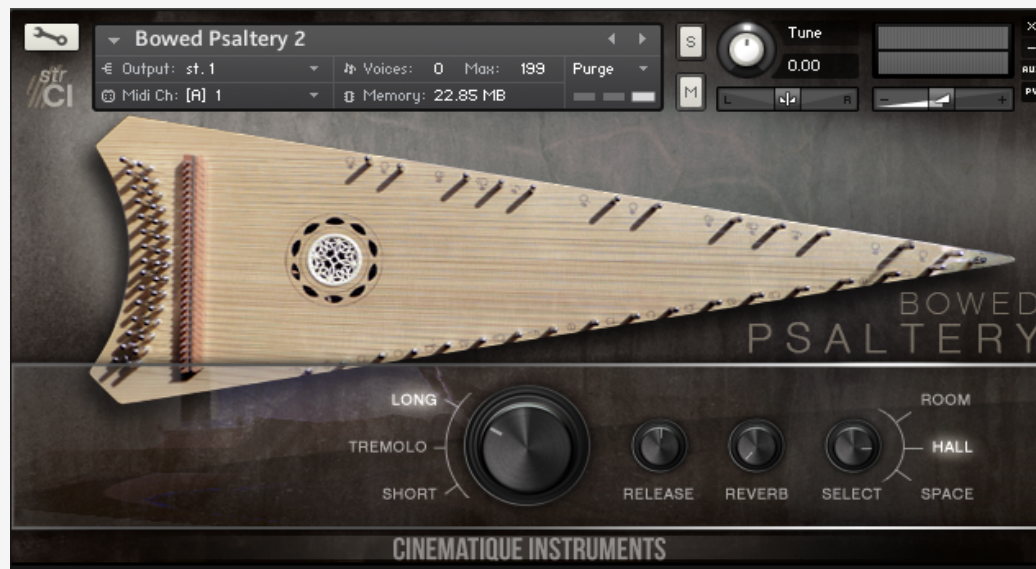 Bowed Psaltery 2
S
Tune
Output: st.1
Voices: 0 Max: 199
Purge
0.00
Midi Ch: [A] 1
Memory: 22.85 MB
M
L
R
- +
str
CI
BOWED
PSALTERY
LONG
TREMOLO
SHORT
RELEASE
REVERB
SELECT
ROOM
HALL
SPACE
CINEMATIQUE INSTRUMENTS